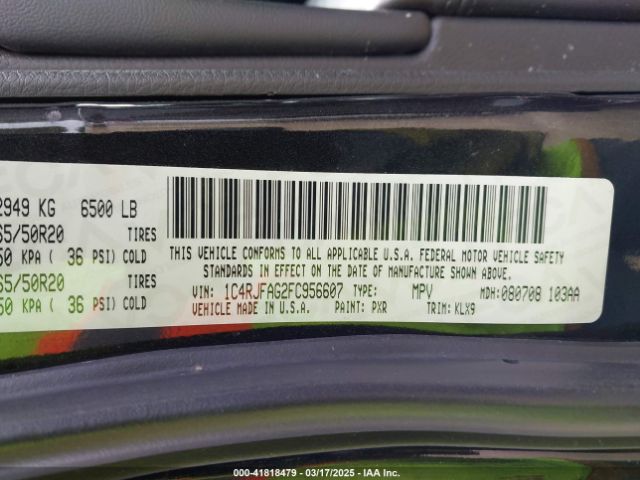 2949 KG 6500 LB
65/50R20 TIRES
50 KPA ( 36 PSI) COLD
65/50R20 TIRES
50 KPA ( 36 PSI) COLD
THIS VEHICLE CONFORMS TO ALL APPLICABLE U.S.A. FEDERAL MOTOR VEHICLE SAFETY
STANDARDS IN EFFECT ON THE DATE OF MANUFACTURE SHOWN ABOVE.
VIN: 1C4RJFAG2FC956607 TYPE: MPV MDH: 080708 103AA
VEHICLE MADE IN U.S.A. PAINT: PXR TRIM: KLX9
©-41818479 - 03/17/2025 - IAA Inc.